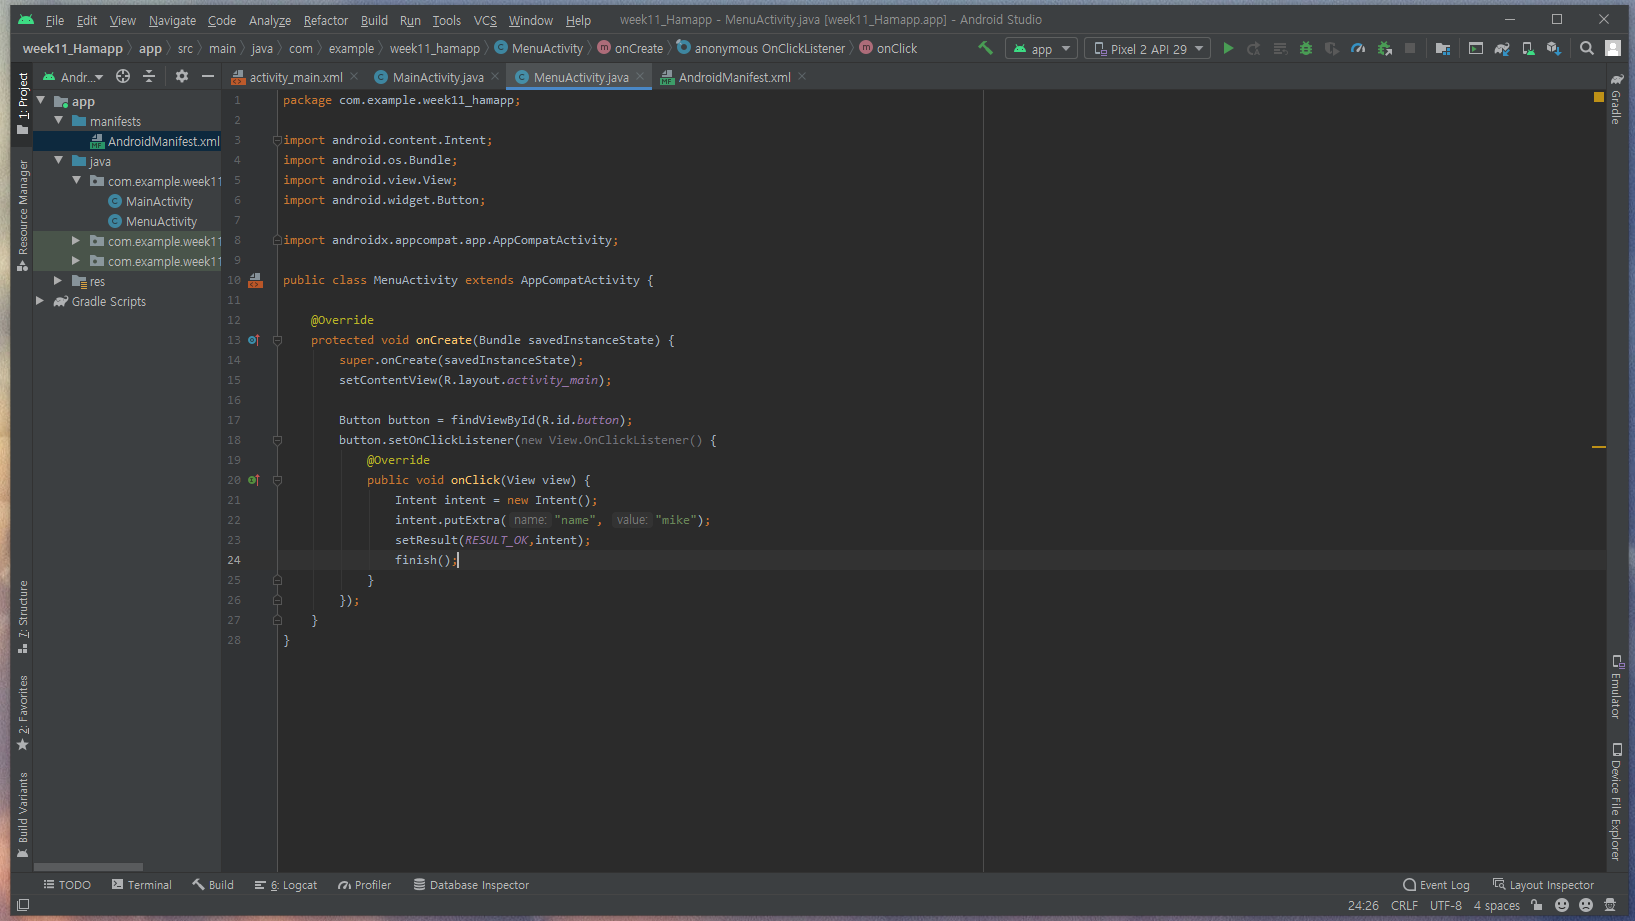 File Edit View Navigate Code Analyze Refactor Build Run Tools VCS Window Help week11_Hamapp - MenuActivity.java [week11_Hamapp.app] - Android Studio
week11_Hamapp app src main java com example week11_hamapp MenuActivity onCreate anonymous OnClickListener onClick app Pixel 2 API 29
Andr... activity_main.xml MainActivity.java MenuActivity.java AndroidManifest.xml
1: Project
Resource Manager
7: Structure
2: Favorites
Build Variants
app
manifests
AndroidManifest.xml
java
com.example.week11
MainActivity
MenuActivity
com.example.week11
com.example.week11
res
Gradle Scripts
1 package com.example.week11_hamapp;
2
3 import android.content.Intent;
4 import android.os.Bundle;
5 import android.view.View;
6 import android.widget.Button;
7
8 import androidx.appcompat.app.AppCompatActivity;
9
10 public class MenuActivity extends AppCompatActivity {
11
12 @Override
13 protected void onCreate(Bundle savedInstanceState) {
14 super.onCreate(savedInstanceState);
15 setContentView(R.layout.activity_main);
16
17 Button button = findViewById(R.id.button);
18 button.setOnClickListener(new View.OnClickListener() {
19 @Override
20 public void onClick(View view) {
21 Intent intent = new Intent();
22 intent.putExtra( name: "name", value: "mike");
23 setResult(RESULT_OK,intent);
24 finish();
25 }
26 });
27 }
28 }
Gradle
Emulator
Device File Explorer
TODO Terminal Build 6: Logcat Profiler Database Inspector Event Log Layout Inspector
24:26 CRLF UTF-8 4 spaces